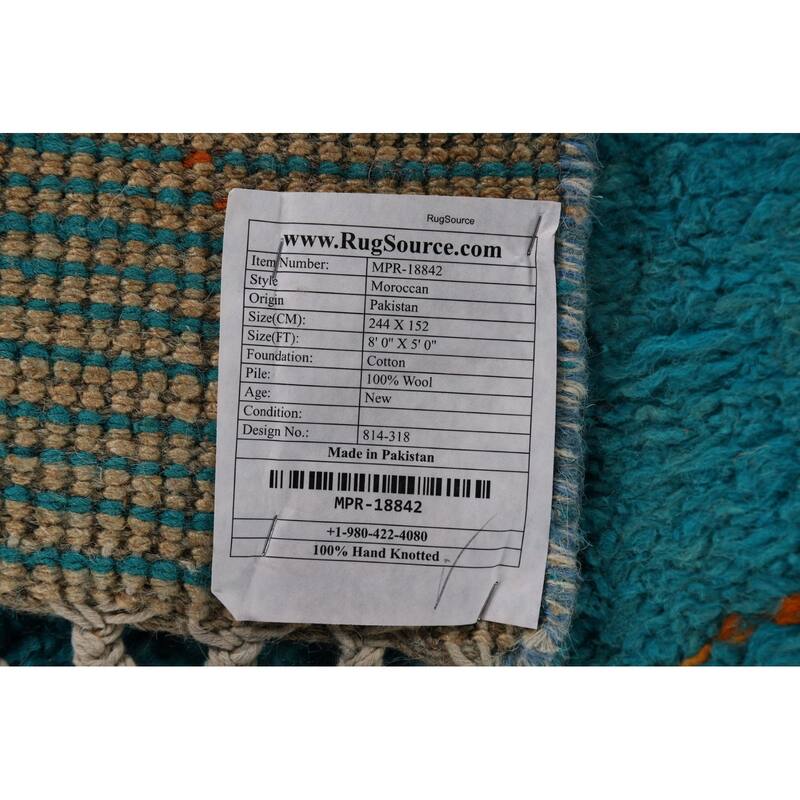 RugSource
www.RugSource.com
Item Number: MPR-18842
Style Moroccan
Origin Pakistan
Size(CM): 244 X 152
Size(FT): 8' 0" X 5' 0"
Foundation: Cotton
Pile: 100% Wool
Age: New
Condition:
Design No.: 814-318
Made in Pakistan
MPR-18842
+1-980-422-4080
100% Hand Knotted